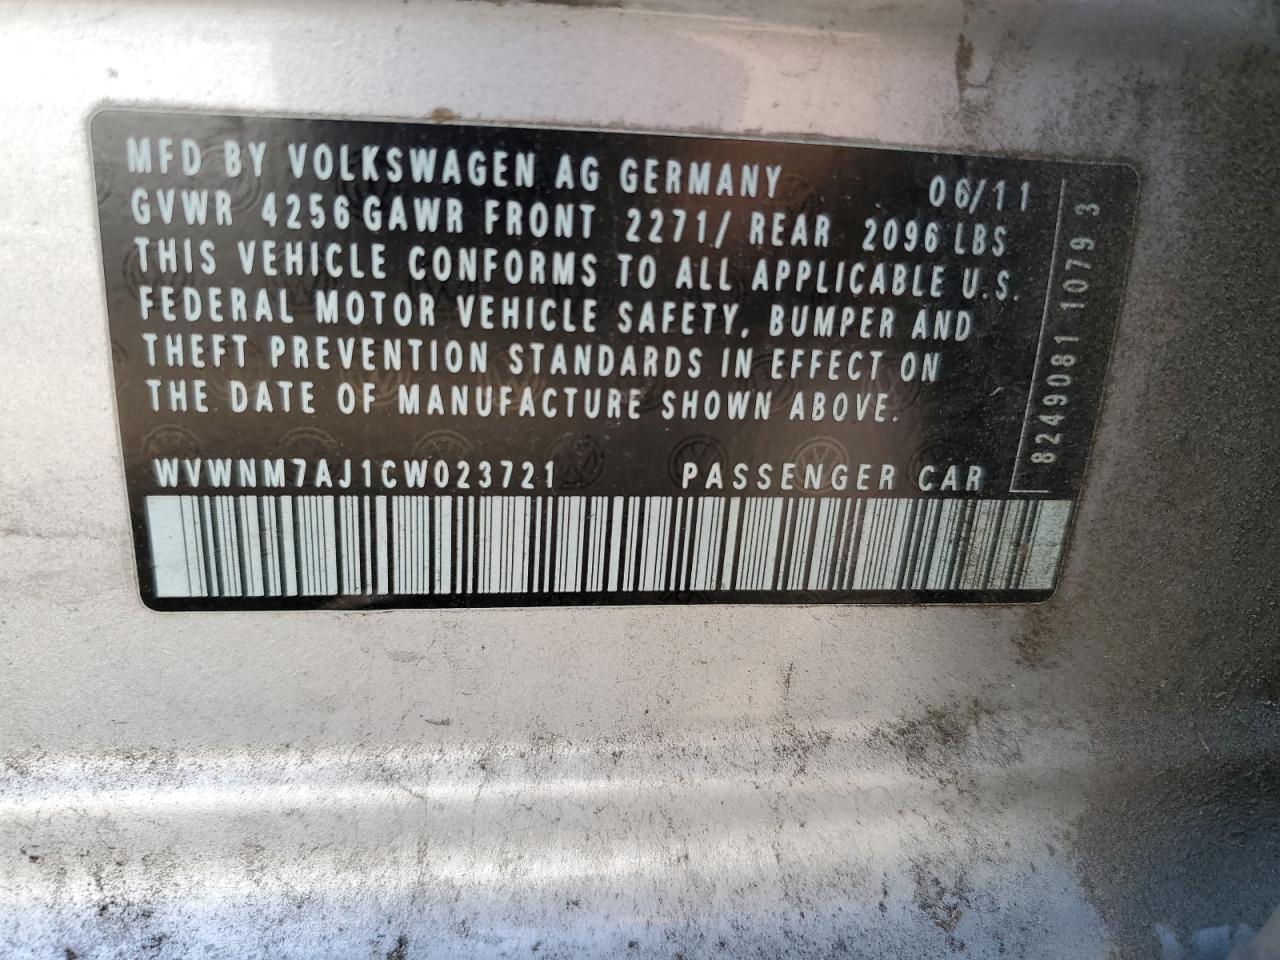 MFD BY VOLKSWAGEN AG GERMANY 06/11
GVWR 4256 GAWR FRONT 2271/ REAR 2096 LBS
THIS VEHICLE CONFORMS TO ALL APPLICABLE U.S.
FEDERAL MOTOR VEHICLE SAFETY, BUMPER AND
THEFT PREVENTION STANDARDS IN EFFECT ON
THE DATE OF MANUFACTURE SHOWN ABOVE.
WVWNM7AJ1CW023721 PASSENGER CAR
8249081 1079 3